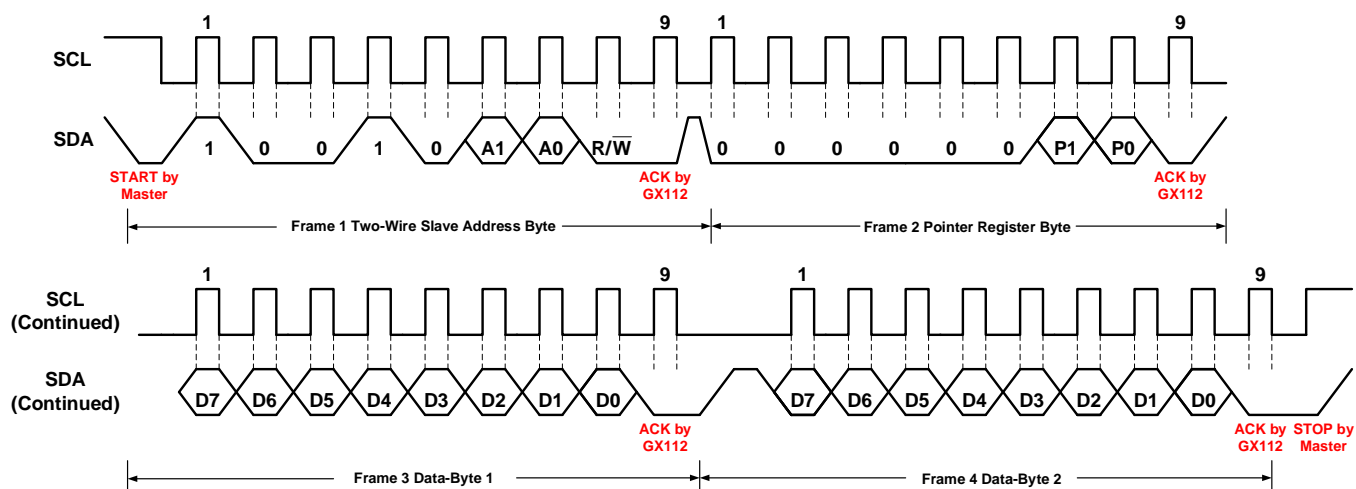 1 9 1 9
SCL
SDA
1 0 0 1 0 A1 A0 R/W̅ 0 0 0 0 0 0 P1 P0
START by
Master
ACK by
GX112
ACK by
GX112
Frame 1 Two-Wire Slave Address Byte
Frame 2 Pointer Register Byte
1 9 1 9
SCL
(Continued)
SDA
(Continued)
D7 D6 D5 D4 D3 D2 D1 D0 D7 D6 D5 D4 D3 D2 D1 D0
ACK by
GX112
ACK by
GX112
STOP by
Master
Frame 3 Data-Byte 1
Frame 4 Data-Byte 2